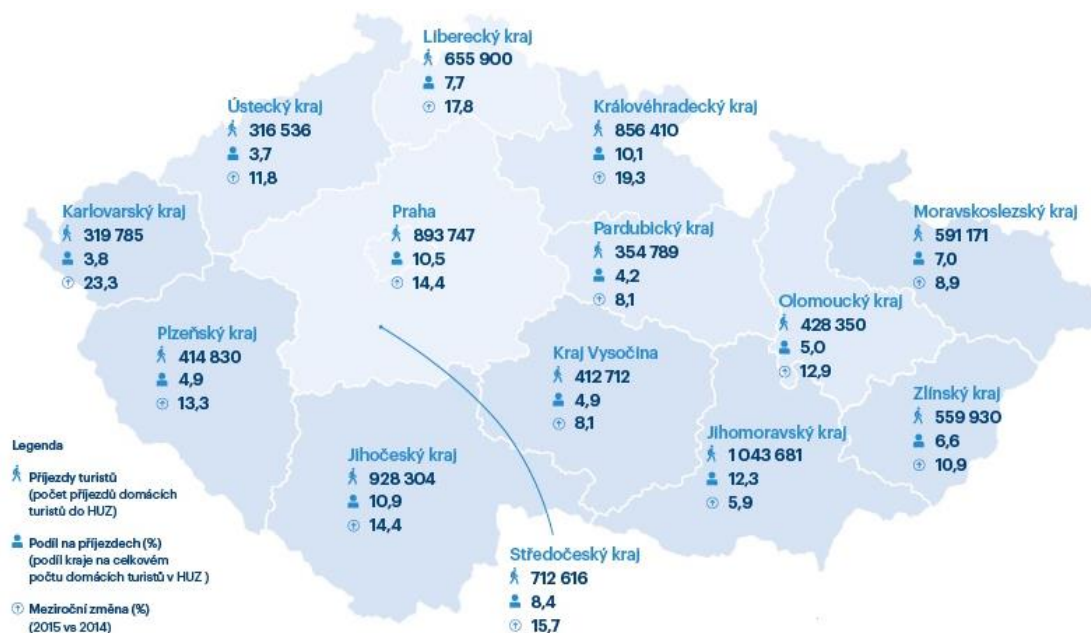 Liberecký kraj
655 900
7,7
17,8
Ústecký kraj
316 536
3,7
11,8
Královéhradecký kraj
856 410
10,1
19,3
Karlovarský kraj
319 785
3,8
23,3
Praha
893 747
10,5
14,4
Pardubický kraj
354 789
4,2
8,1
Moravskoslezský kraj
591 171
7,0
8,9
Olomoucký kraj
428 350
5,0
12,9
Plzeňský kraj
414 830
4,9
13,3
Kraj Vysočina
412 712
4,9
8,1
Zlínský kraj
559 930
6,6
10,9
Jihočeský kraj
928 304
10,9
14,4
Jihomoravský kraj
1 043 681
12,3
5,9
Středočeský kraj
712 616
8,4
15,7
Legenda
Příjezdy turistů
(počet příjezdů domácích
turistů do HUZ)
Podíl na příjezdech (%)
(podíl kraje na celkovém
počtu domácích turistů v HUZ )
Meziroční změna (%)
(2015 vs 2014)